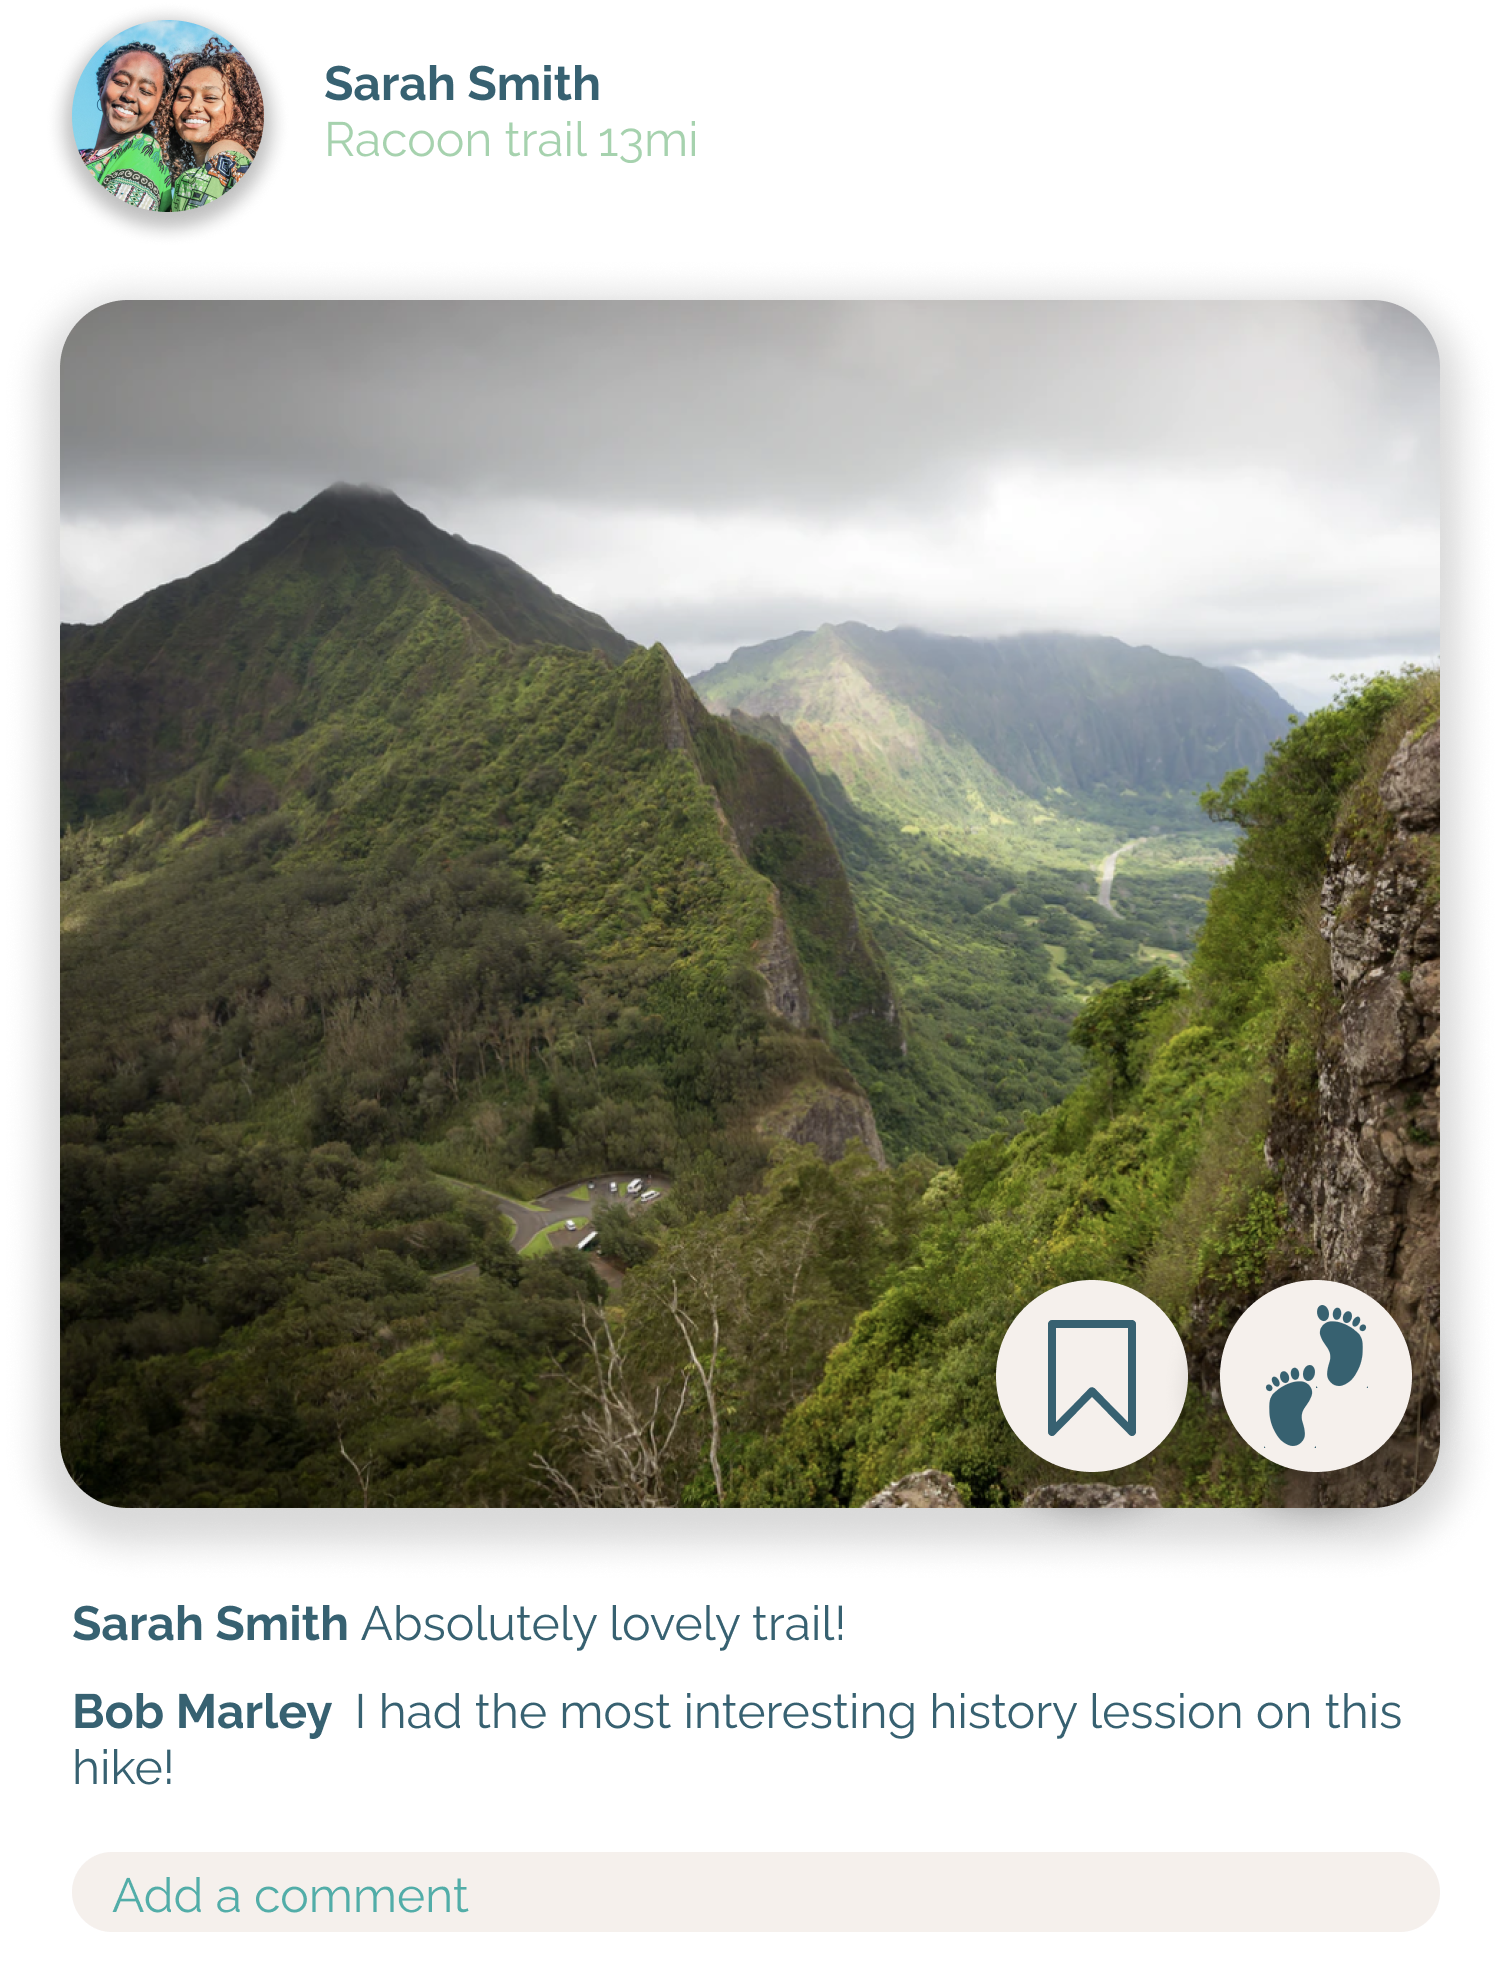 Sarah Smith
Racoon trail 13mi
Sarah Smith Absolutely lovely trail!
Bob Marley I had the most interesting history lession on this
hike!
Add a comment